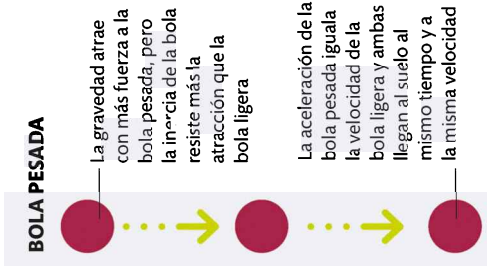 BOLA PESADA
La gravedad atrae
con más fuerza a la
bola pesada, pero
la inercia de la bola
resiste más la
atracción que la
bola ligera
La aceleración de la
bola pesada iguala
la velocidad de la
bola ligera y ambas
llegan al suelo al
mismo tiempo y a
la misma velocidad